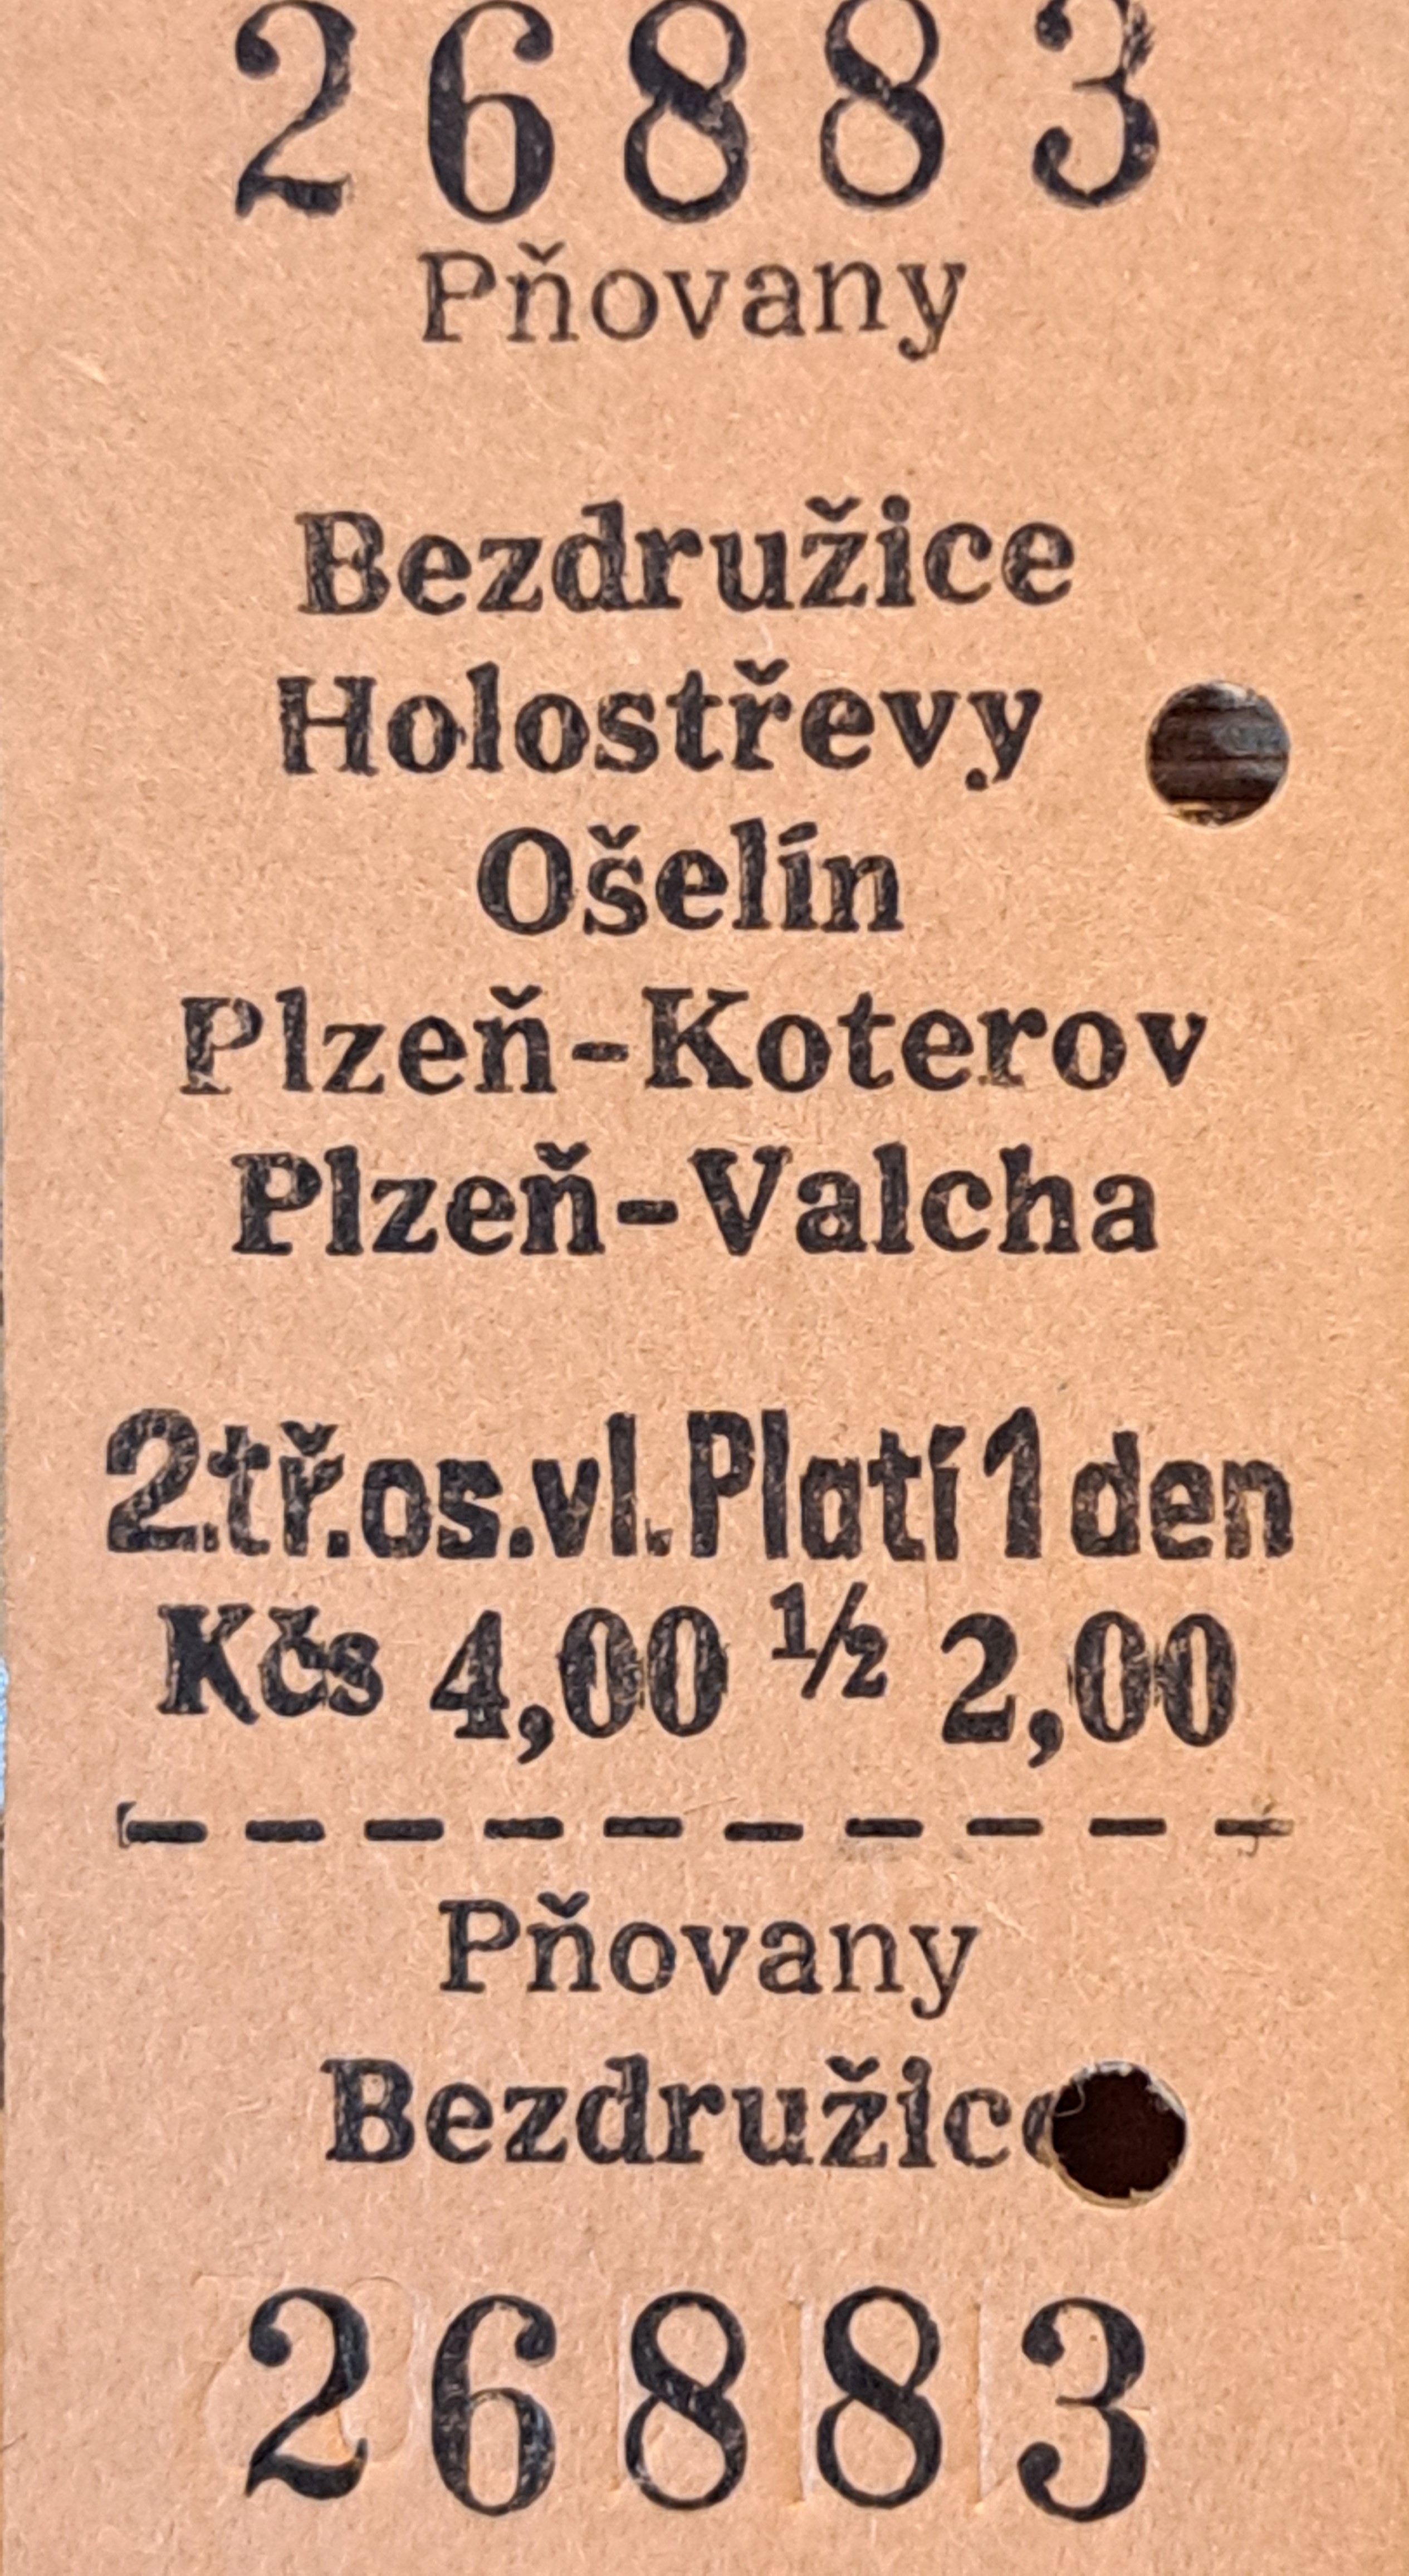 26883
Pňovany
Bezdružice
Holostřevy
Ošelín
Plzeň-Koterov
Plzeň-Valcha
2.tř.os.vl.Platí 1 den
Kčs 4,00 ½ 2,00
Pňovany
Bezdružice
26883